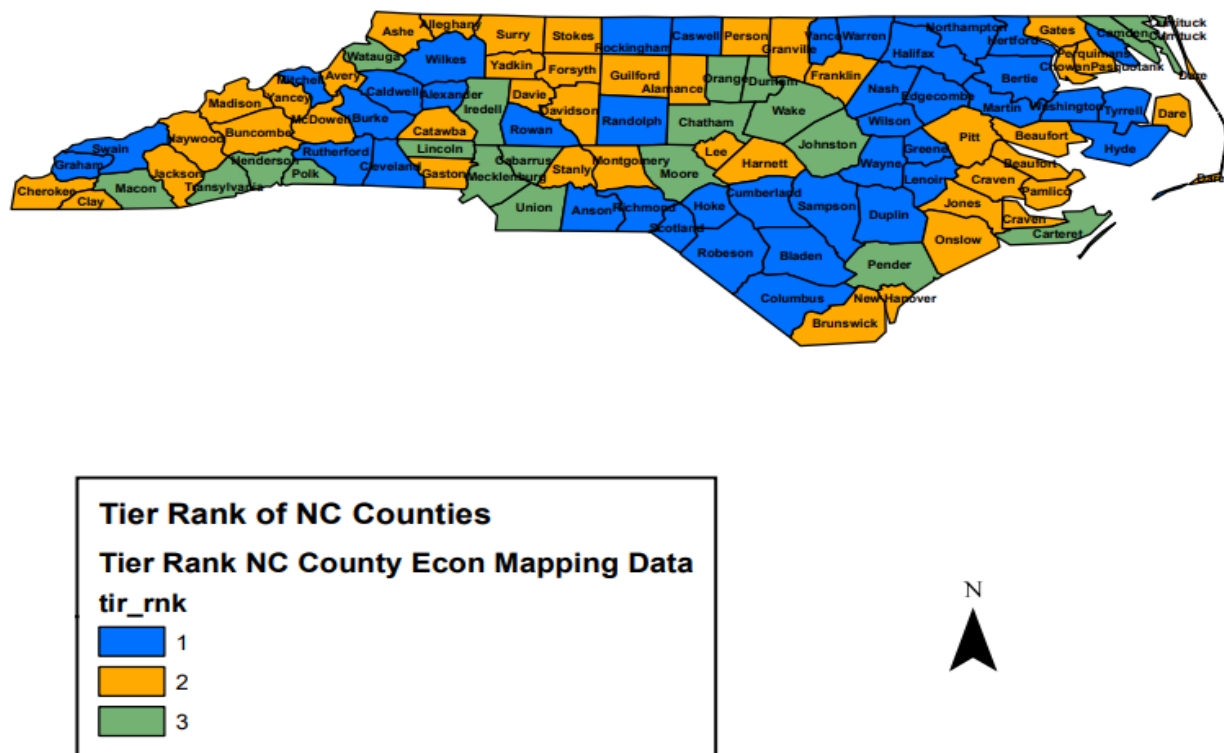 Ashe
Alleghany
Surry
Stokes
Rockingham
Caswell
Person
Granville
Vance
Warren
Northampton
Halifax
Hertford
Gates
Camden
Currituck
Currituck
Watauga
Wilkes
Yadkin
Forsyth
Guilford
Alamance
Orange
Durham
Franklin
Nash
Edgecombe
Bertie
Perquimans
Chowan
Pasquotank
Dare
Mitchell
Avery
Caldwell
Alexander
Iredell
Davie
Davidson
Randolph
Chatham
Wake
Wilson
Martin
Washington
Tyrrell
Dare
Madison
Yancey
McDowell
Burke
Catawba
Rowan
Buncombe
Haywood
Swain
Graham
Jackson
Henderson
Rutherford
Cleveland
Lincoln
Gaston
Cabarrus
Mecklenburg
Stanly
Montgomery
Moore
Lee
Harnett
Johnston
Wayne
Greene
Lenoir
Pitt
Beaufort
Beaufort
Hyde
Cherokee
Clay
Macon
Transylvania
Polk
Union
Anson
Richmond
Scotland
Hoke
Cumberland
Sampson
Duplin
Jones
Craven
Craven
Pamlico
Dare
Carteret
Onslow
Robeson
Bladen
Pender
Columbus
Brunswick
New Hanover
Tier Rank of NC Counties
Tier Rank NC County Econ Mapping Data
tir_rnk
1
2
3
N